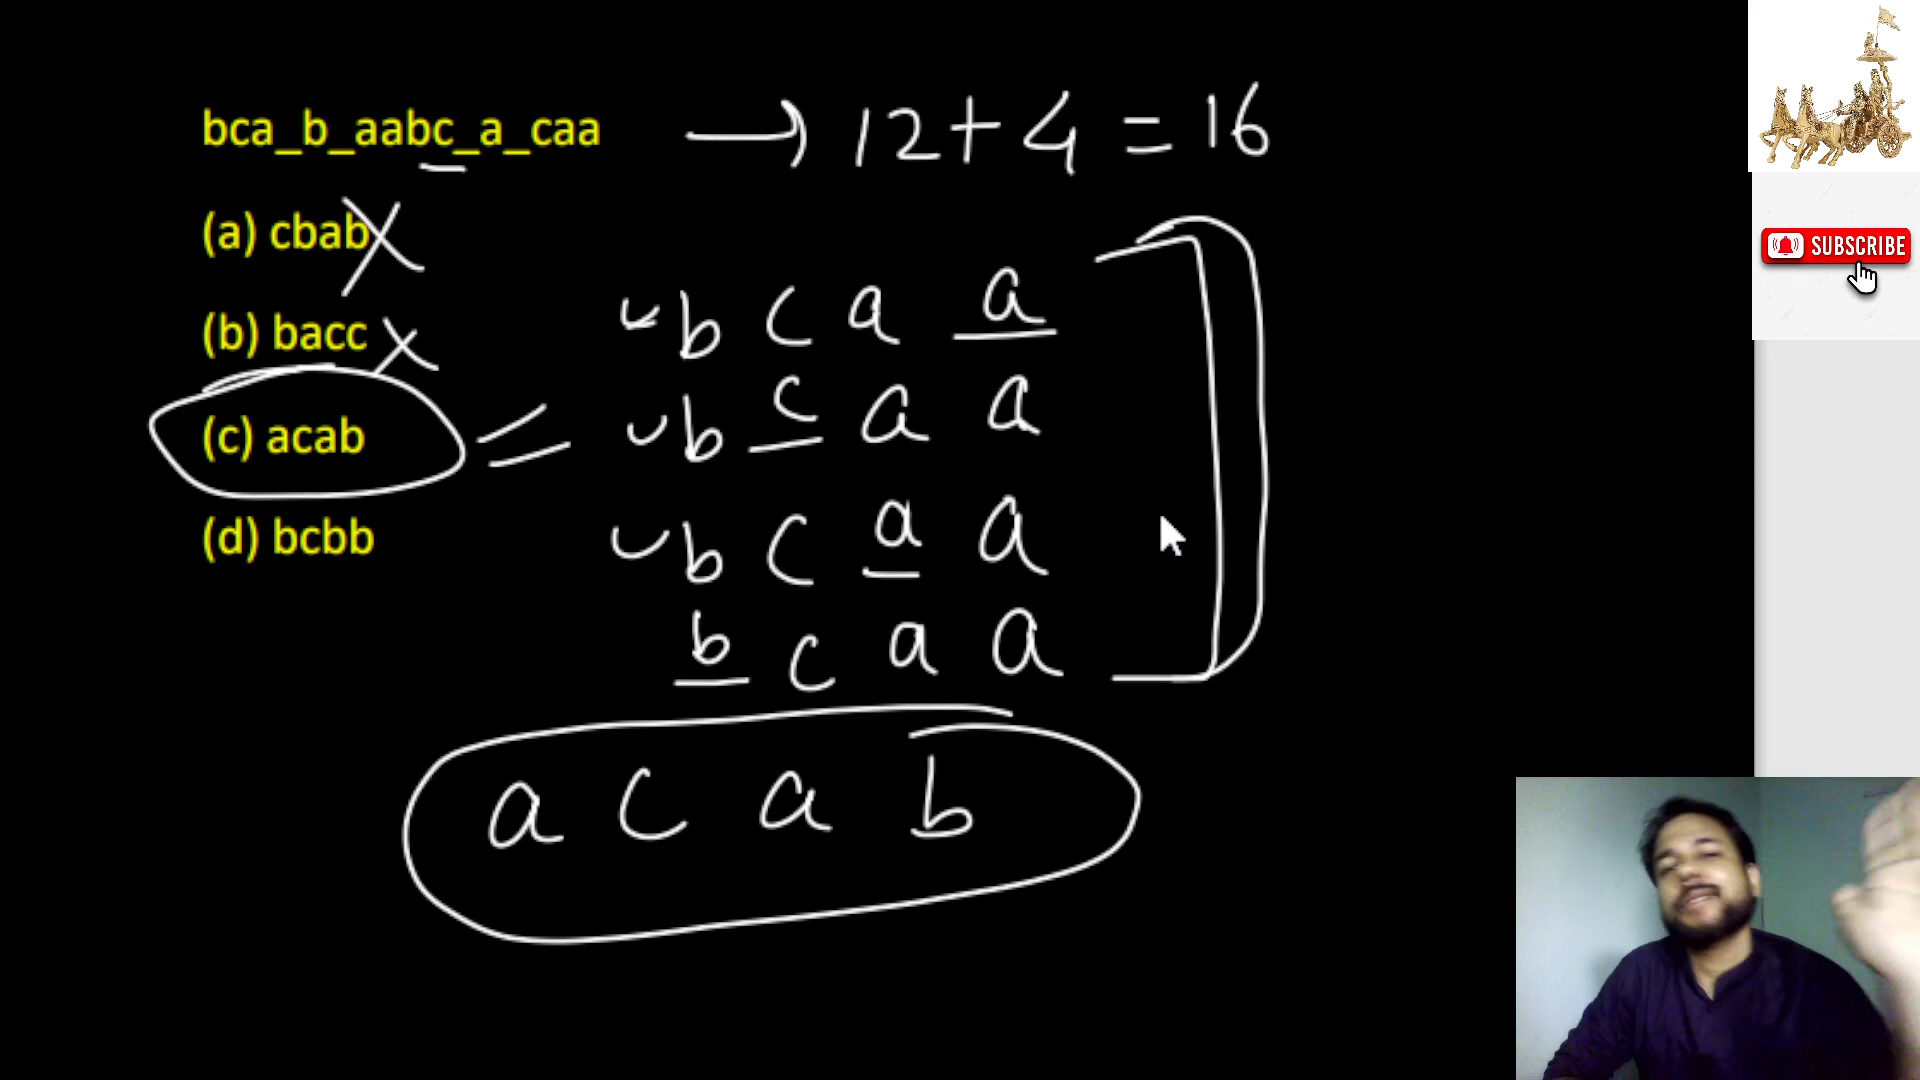 bca_b_aabc_a_caa → 12+4=16
(a) cbab
(b) bacc
(c) acab
(d) bcbb
b c a a
b c a a
b c a a
b c a a
a c a b
SUBSCRIBE